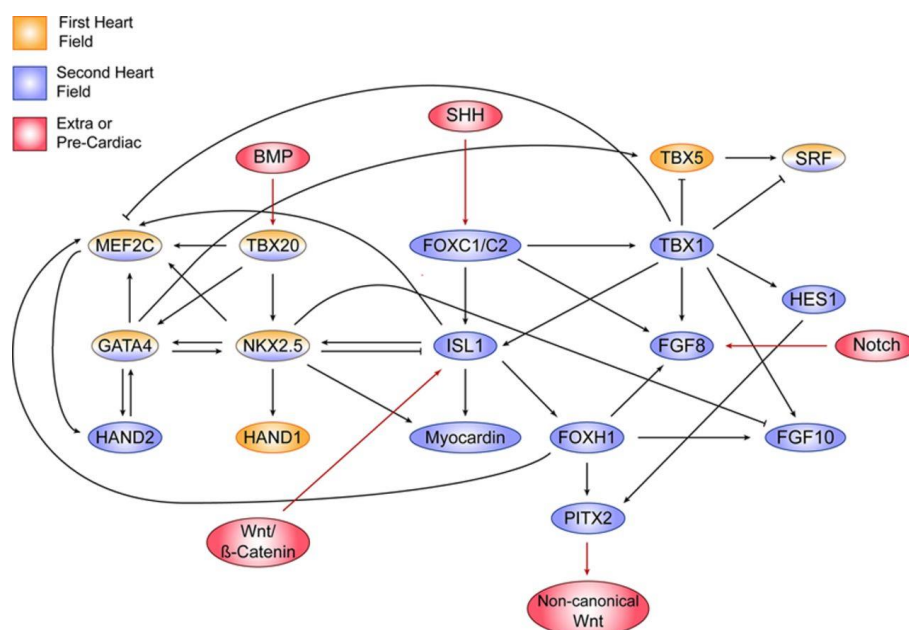 First Heart
Field
Second Heart
Field
Extra or
Pre-Cardiac
SHH
BMP
TBX5
SRF
MEF2C
TBX20
FOXC1/C2
TBX1
HES1
GATA4
NKX2.5
ISL1
FGF8
Notch
HAND2
HAND1
Myocardin
FOXH1
FGF10
PITX2
Wnt/
ß-Catenin
Non-canonical
Wnt